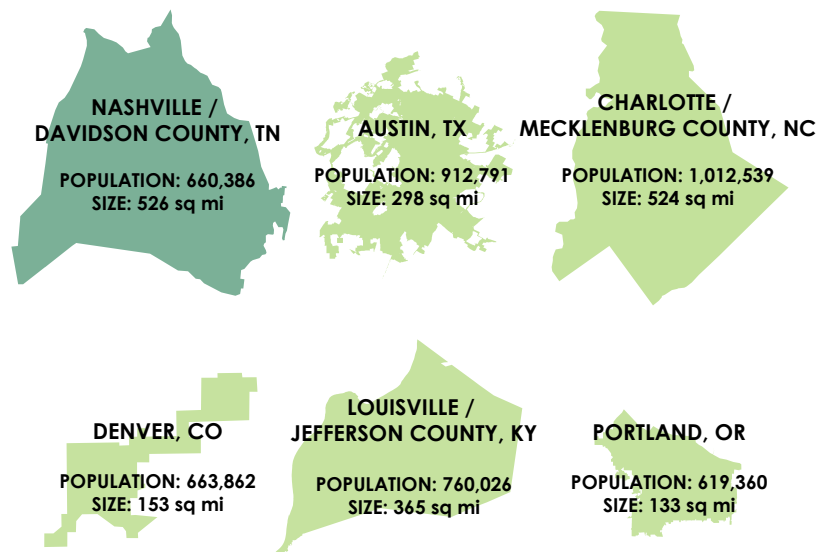 NASHVILLE /
DAVIDSON COUNTY, TN
POPULATION: 660,386
SIZE: 526 sq mi
AUSTIN, TX
POPULATION: 912,791
SIZE: 298 sq mi
CHARLOTTE /
MECKLENBURG COUNTY, NC
POPULATION: 1,012,539
SIZE: 524 sq mi
DENVER, CO
POPULATION: 663,862
SIZE: 153 sq mi
LOUISVILLE /
JEFFERSON COUNTY, KY
POPULATION: 760,026
SIZE: 365 sq mi
PORTLAND, OR
POPULATION: 619,360
SIZE: 133 sq mi